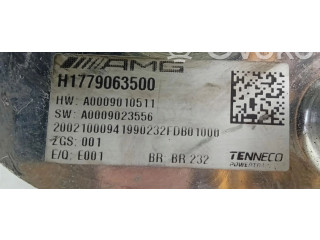 AMG
H1779063500
HW: A0009010511
SW: A0009023556
20021000941990232FDB01000
ZGS: 001
E/Q: E001 BR BR 232
TENNECO